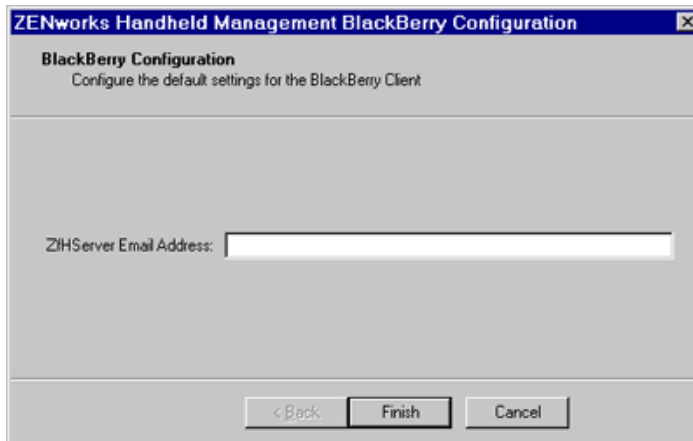 ZENworks Handheld Management BlackBerry Configuration
BlackBerry Configuration
Configure the default settings for the BlackBerry Client
ZfHServer Email Address:
< Back Finish Cancel